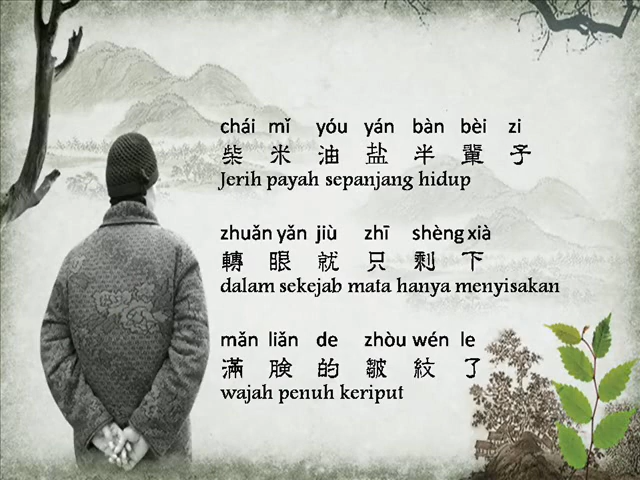 chái mǐ yóu yán bàn bèi zi
柴 米 油 盐 半 輩 子
Jerih payah sepanjang hidup
zhuǎn yǎn jiù zhī shèng xià
轉 眼 就 只 剩 下
dalam sekejab mata hanya menyisakan
mǎn liǎn de zhòu wén le
滿 臉 的 皺 紋 了
wajah penuh keriput